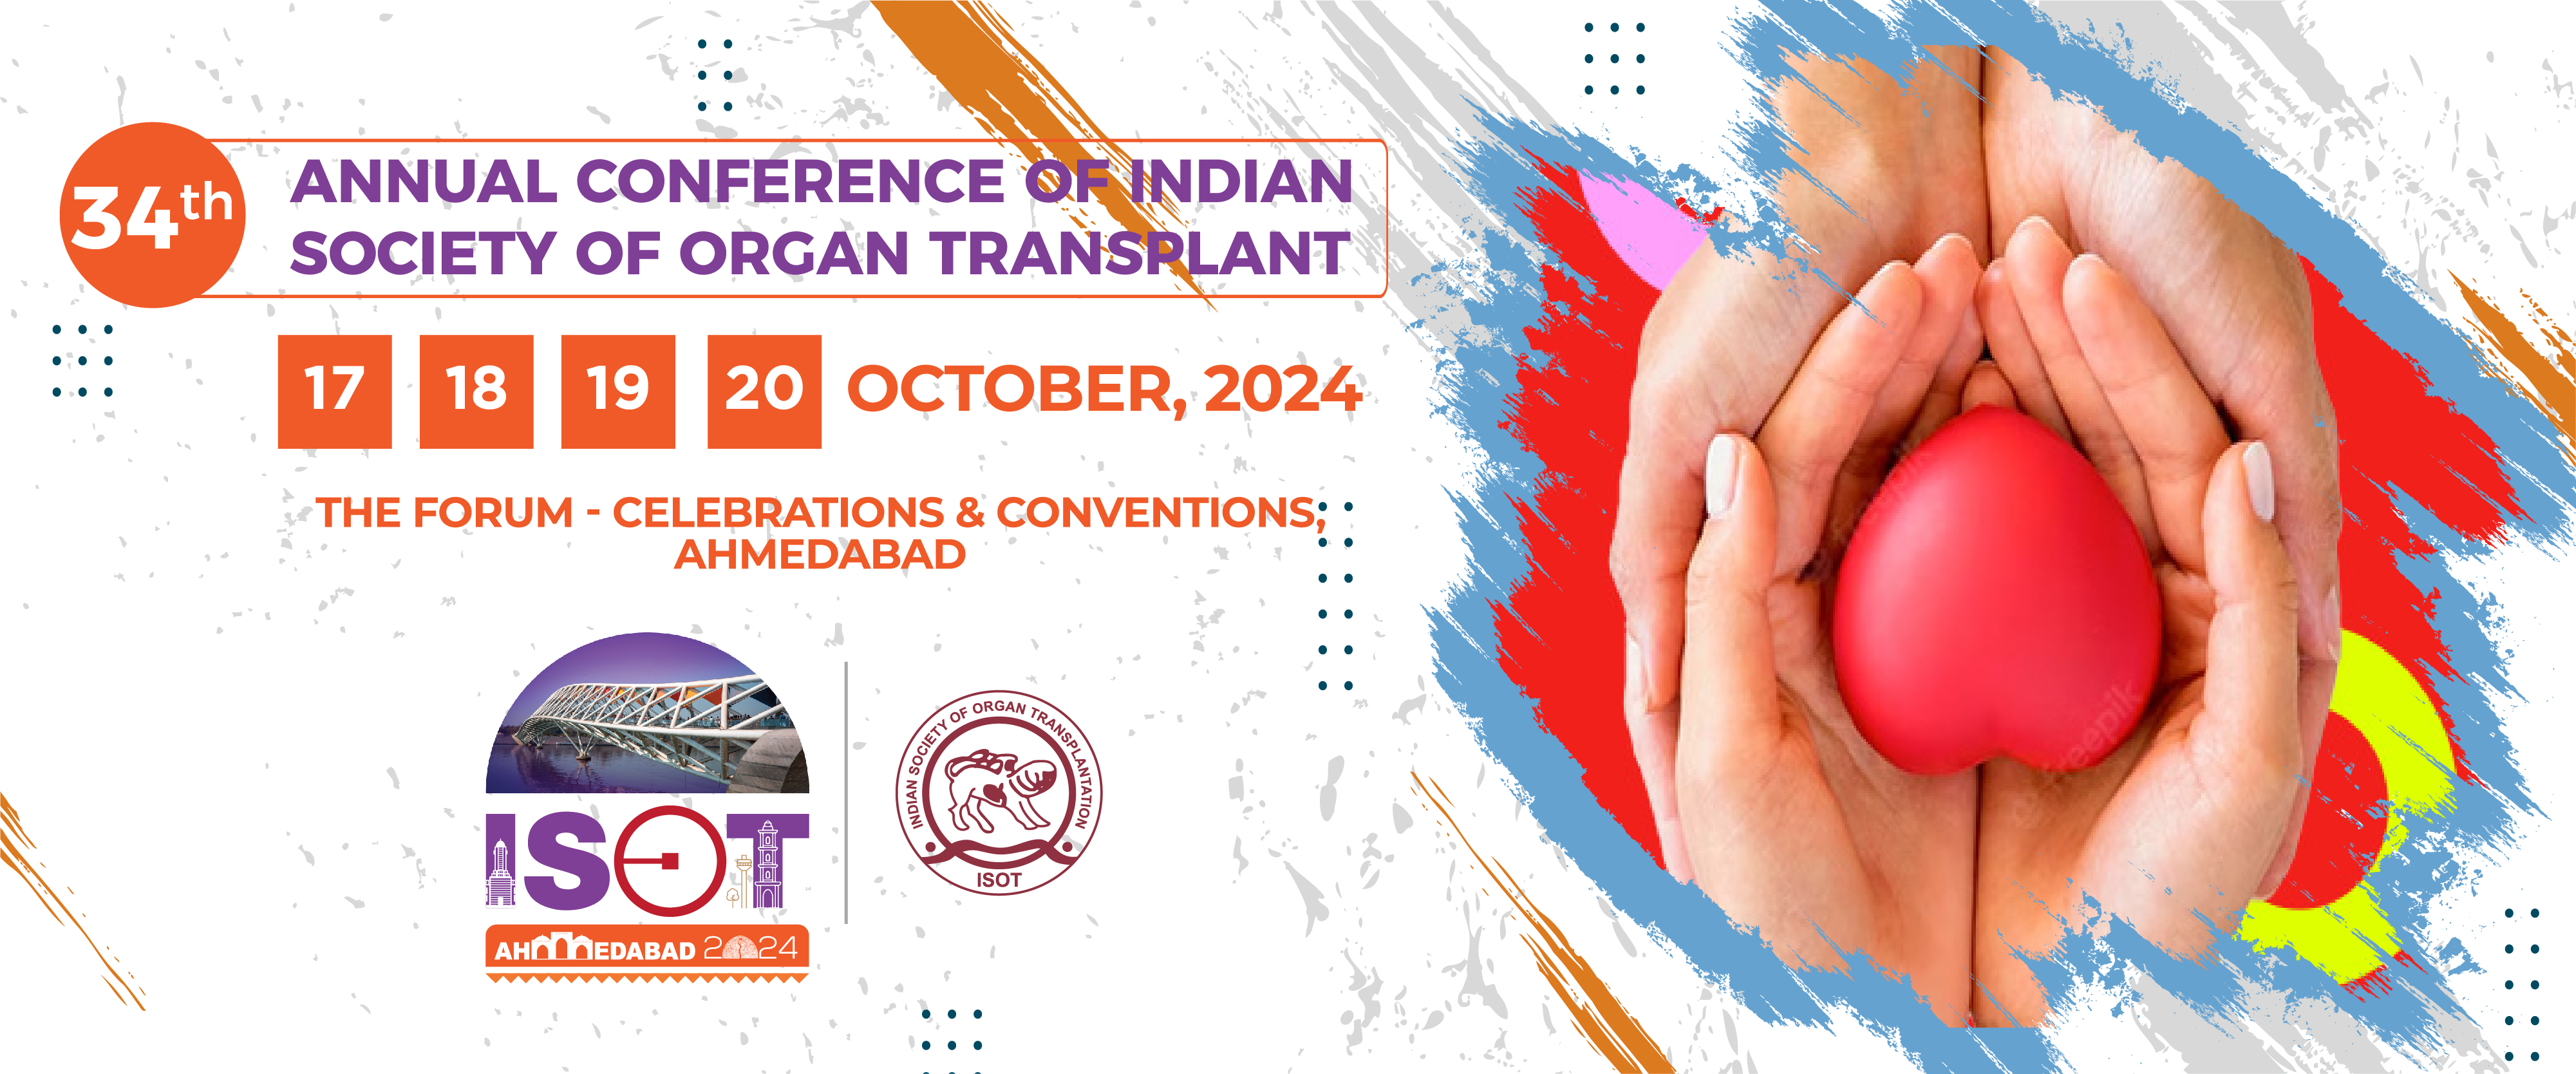 34th
ANNUAL CONFERENCE OF INDIAN
SOCIETY OF ORGAN TRANSPLANT
17 18 19 20 OCTOBER, 2024
THE FORUM - CELEBRATIONS & CONVENTIONS,
AHMEDABAD
ISOT
AHMEDABAD 2024
INDIAN SOCIETY OF ORGAN TRANSPLANTATION
ISOT